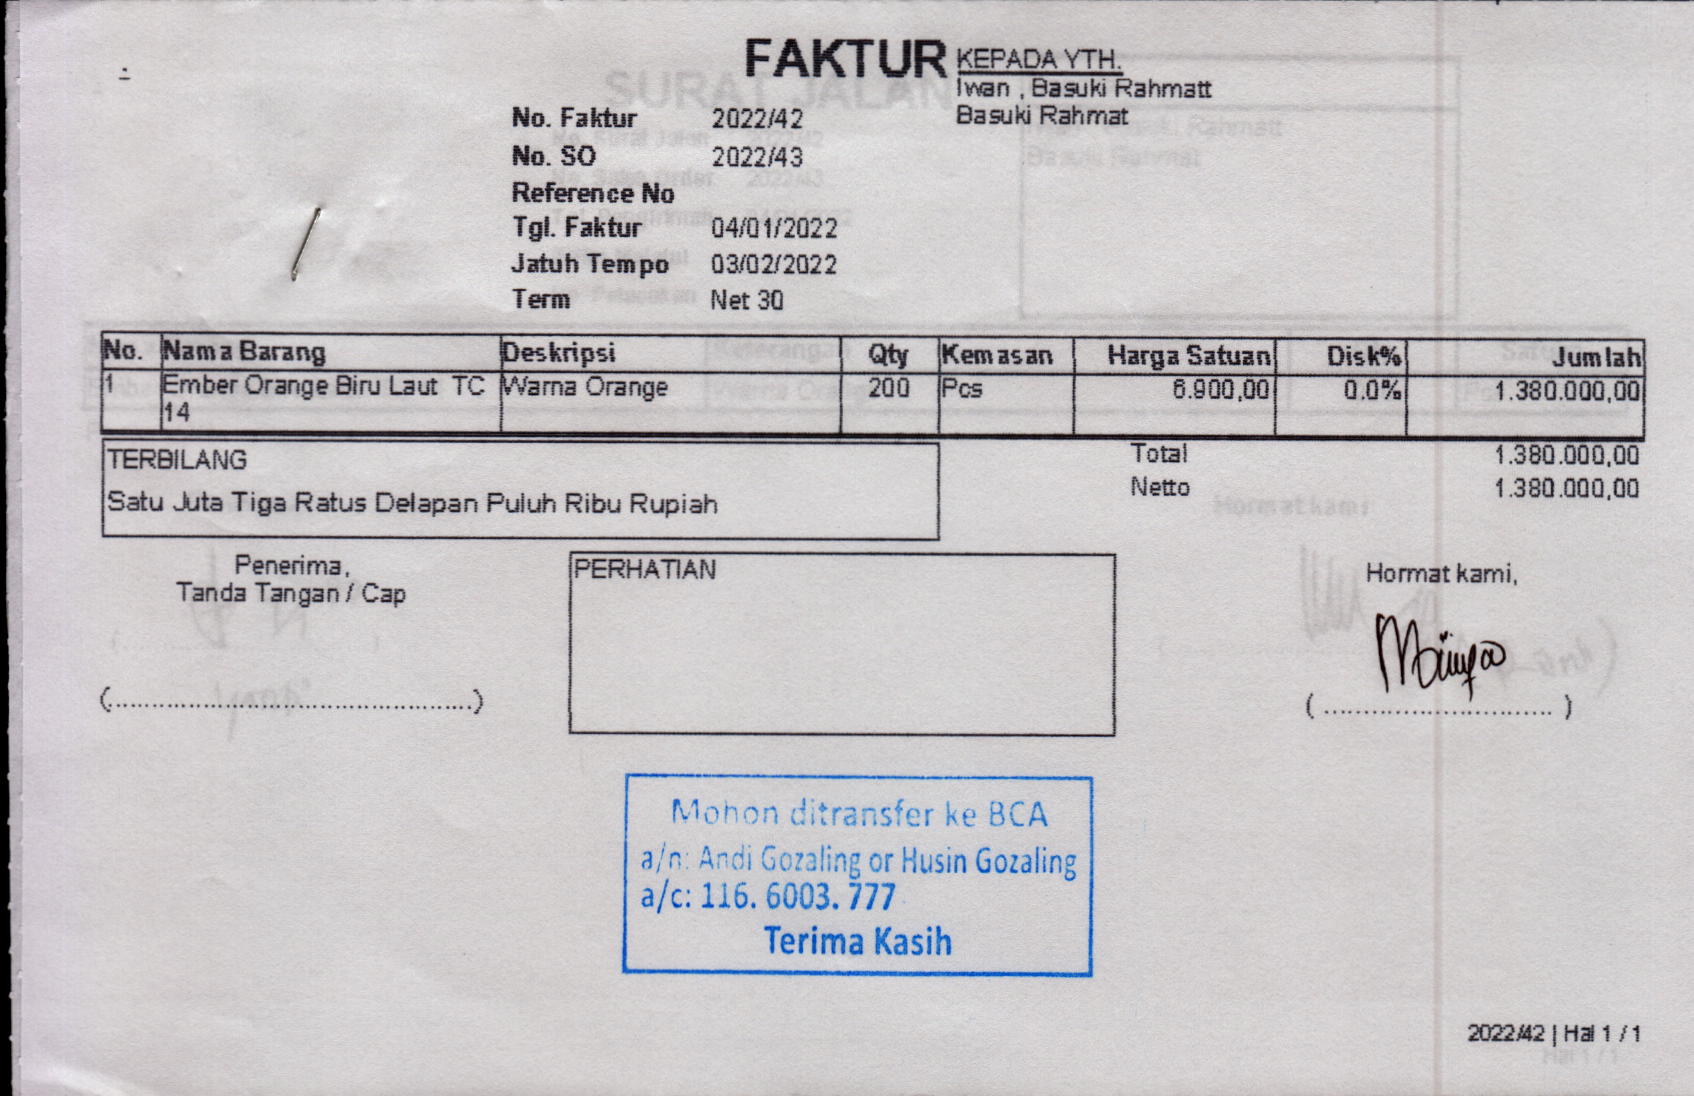 FAKTUR
KEPADA YTH.
Iwan , Basuki Rahmatt
Basuki Rahmat
No. Faktur 2022/42
No. SO 2022/43
Reference No
Tgl. Faktur 04/01/2022
Jatuh Tempo 03/02/2022
Term Net 30
No. Nama Barang Deskripsi Qty Kemasan Harga Satuan Disk% Jumlah
1 Ember Orange Biru Laut TC Warna Orange 200 Pcs 6.900,00 0.0% 1.380.000,00
14
TERBILANG
Satu Juta Tiga Ratus Delapan Puluh Ribu Rupiah
Total 1.380.000,00
Netto 1.380.000,00
Penerima,
Tanda Tangan / Cap
(..................................................)
PERHATIAN
Hormat kami,
( ............................. )
Mohon ditransfer ke BCA
a/n: Andi Gozaling or Husin Gozaling
a/c: 116. 6003. 777
Terima Kasih
2022/42 | Hal 1 / 1